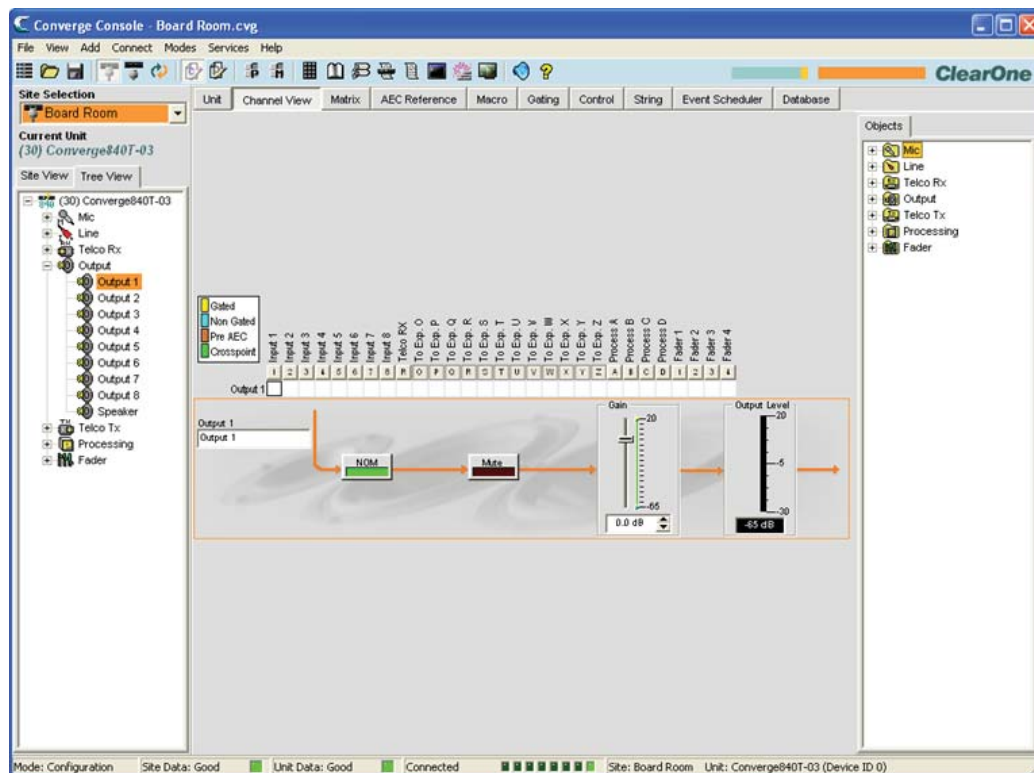 Converge Console - Board Room.cvg
File View Add Connect Modes Services Help
ClearOne
Site Selection
Board Room
Current Unit
(30) Converge840T-03
Site View Tree View
(30) Converge840T-03
Mic
Line
Telco Rx
Output
Output 1
Output 2
Output 3
Output 4
Output 5
Output 6
Output 7
Output 8
Speaker
Telco Tx
Processing
Fader
Unit Channel View Matrix AEC Reference Macro Gating Control String Event Scheduler Database
Gated
Non Gated
Pre AEC
Crosspoint
Input 1 Input 2 Input 3 Input 4 Input 5 Input 6 Input 7 Input 8 Telco RX To Exp. O To Exp. P To Exp. Q To Exp. R To Exp. S To Exp. T To Exp. U To Exp. V To Exp. W To Exp. X To Exp. Y To Exp. Z Process A Process B Process C Process D Fader 1 Fader 2 Fader 3 Fader 4
1 2 3 4 5 6 7 8 R O P Q R S T U V W X Y Z A B C D 1 2 3 4
Output 1
Output 1
Output 1
NOM
Mute
Gain
20
-65
0.0 dB
Output Level
20
-5
-30
-65 dB
Objects
Mic
Line
Telco Rx
Output
Telco Tx
Processing
Fader
Mode: Configuration Site Data: Good Unit Data: Good Connected Site: Board Room Unit: Converge840T-03 (Device ID 0)